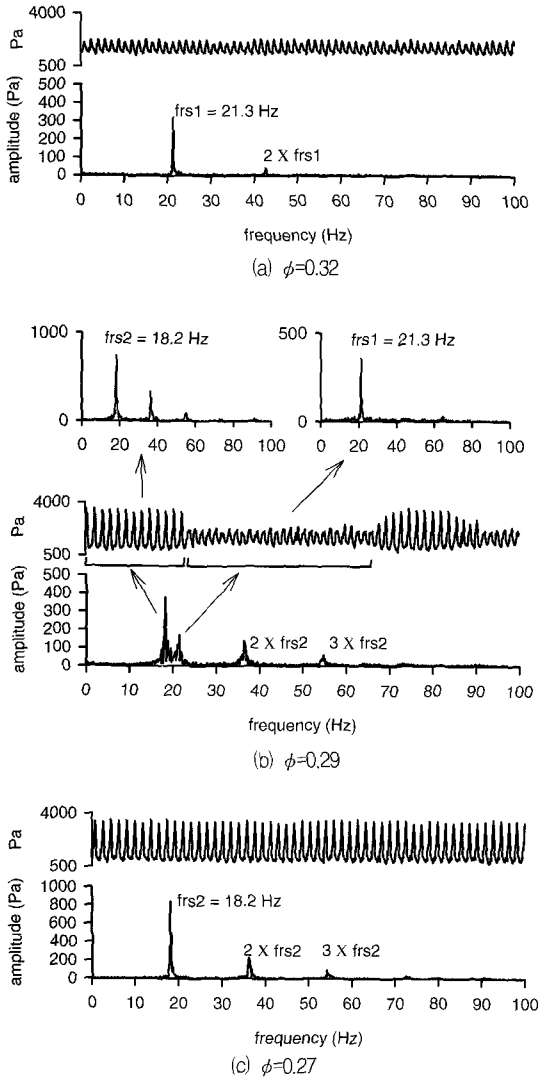 4000
Pa
500
500
400
300
200
100
0
amplitude (Pa)
frs1 = 21.3 Hz
2 X frs1
0 10 20 30 40 50 60 70 80 90 100
frequency (Hz)
(a) ϕ=0.32
1000
0
frs2 = 18.2 Hz
0 20 40 60 80 100
500
0
frs1 = 21.3 Hz
0 20 40 60 80 100
4000
Pa
500
500
400
300
200
100
0
amplitude (Pa)
2 X frs2
3 X frs2
0 10 20 30 40 50 60 70 80 90 100
frequency (Hz)
(b) ϕ=0.29
4000
Pa
500
1000
800
600
400
200
0
amplitude (Pa)
frs2 = 18.2 Hz
2 X frs2
3 X frs2
0 10 20 30 40 50 60 70 80 90 100
frequency (Hz)
(c) ϕ=0.27